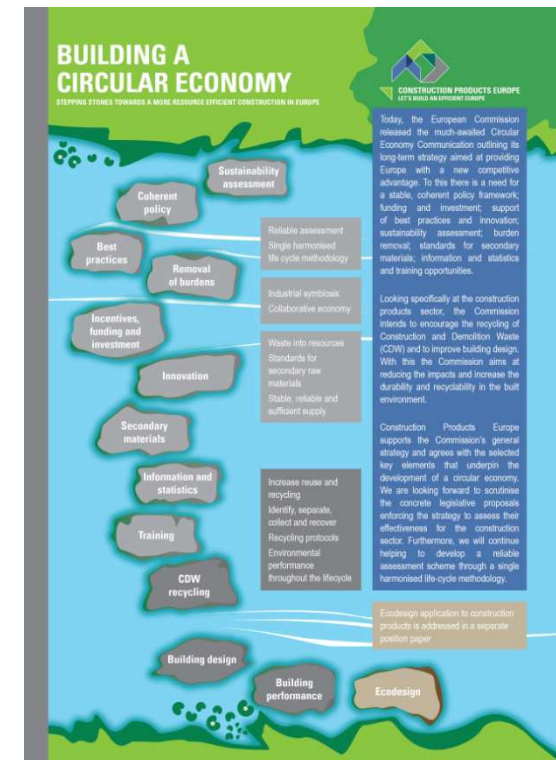 BUILDING A
CIRCULAR ECONOMY
STEPPING STONES TOWARDS A MORE RESOURCE EFFICIENT CONSTRUCTION IN EUROPE
CONSTRUCTION PRODUCTS EUROPE
LET'S BUILD AN EFFICIENT EUROPE
Sustainability
assessment
Coherent
policy
Best
practices
Removal
of burdens
Incentives,
funding and
investment
Innovation
Secondary
materials
Information and
statistics
Training
CDW
recycling
Building design
Building
performance
Ecodesign
Reliable assessment
Single harmonised
life cycle methodology
Industrial symbiosis
Collaborative economy
Waste into resources
Standards for
secondary raw
materials
Stable, reliable and
sufficient supply
Increase reuse and
recycling
Identify, separate,
collect and recover
Recycling protocols
Environmental
performance
throughout the lifecycle
Today, the European Commission
released the much-awaited Circular
Economy Communication outlining its
long-term strategy aimed at providing
Europe with a new competitive
advantage. To this there is a need for
a stable, coherent policy framework;
funding and investment; support
of best practices and innovation;
sustainability assessment; burden
removal; standards for secondary
materials; information and statistics
and training opportunities.
Looking specifically at the construction
products sector, the Commission
intends to encourage the recycling of
Construction and Demolition Waste
(CDW) and to improve building design.
With this the Commission aims at
reducing the impacts and increase the
durability and recyclability in the built
environment.
Construction Products Europe
supports the Commission's general
strategy and agrees with the selected
key elements that underpin the
development of a circular economy.
We are looking forward to scrutinise
the concrete legislative proposals
enforcing the strategy to assess their
effectiveness for the construction
sector. Furthermore, we will continue
helping to develop a reliable
assessment scheme through a single
harmonised life-cycle methodology.
Ecodesign application to construction
products is addressed in a separate
position paper